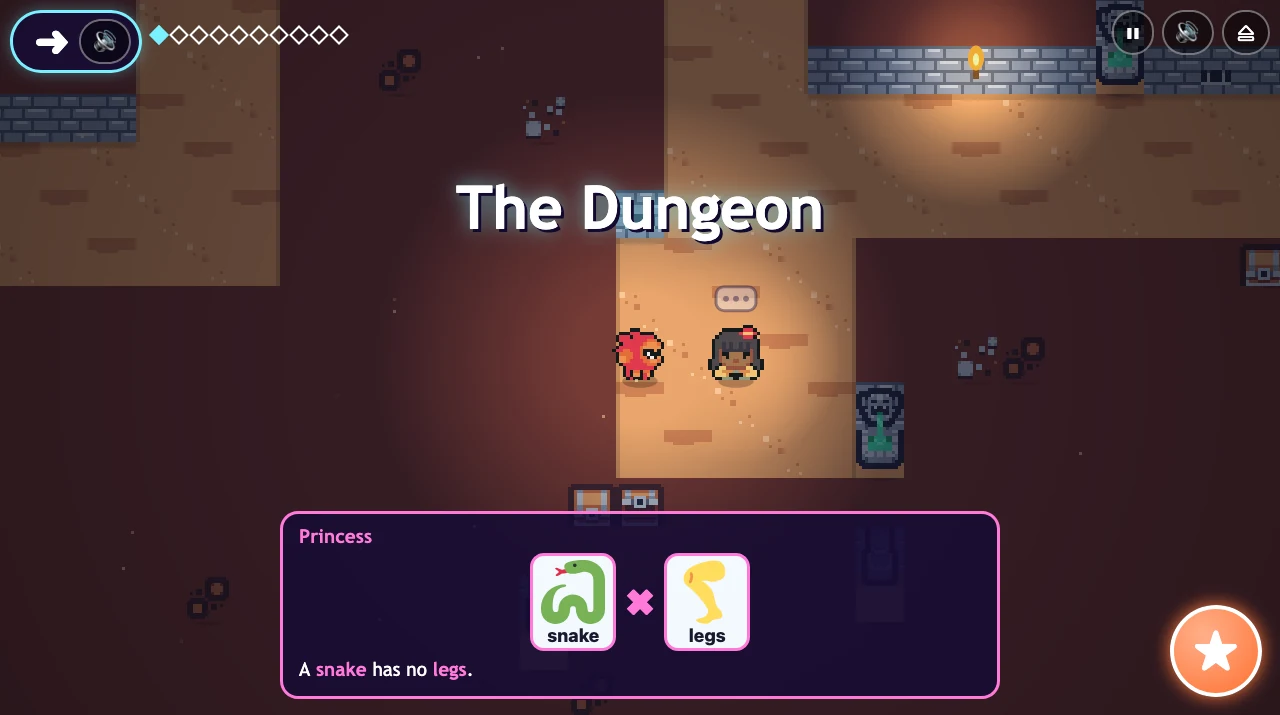 The Dungeon
Princess
snake
legs
A snake has no legs.